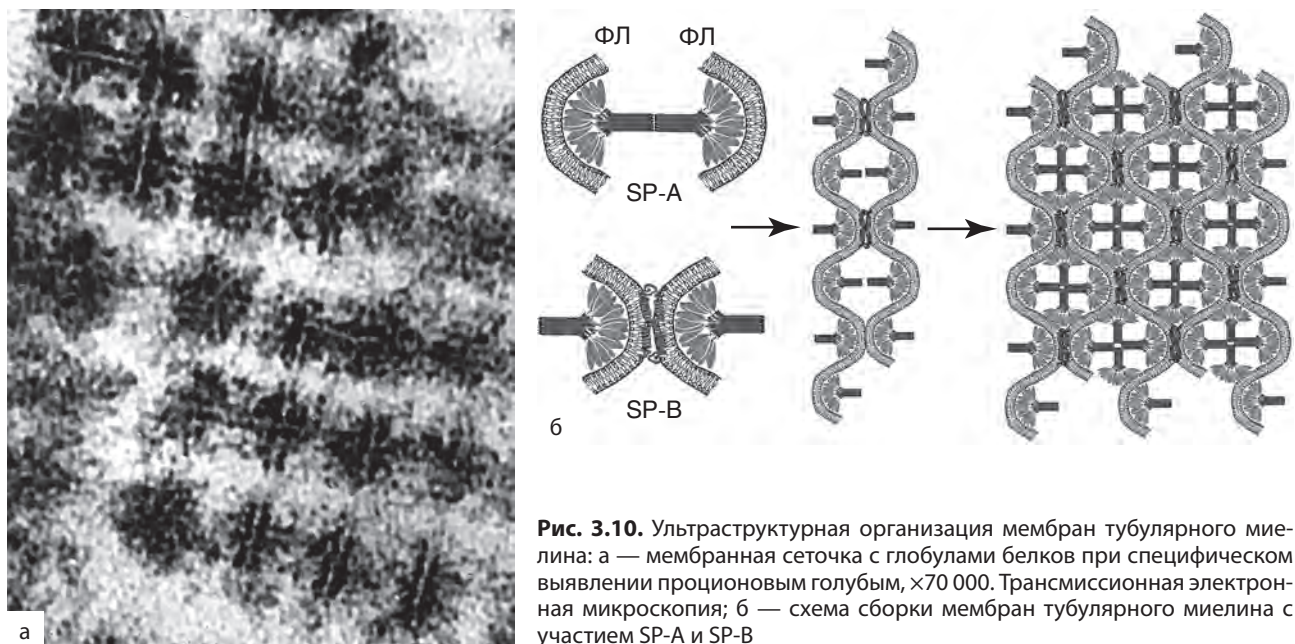 ФЛ ФЛ
SP-A
SP-B
б
а
Рис. 3.10. Ультраструктурная организация мембран тубулярного мие-
лина: а — мембранная сеточка с глобулами белков при специфическом
выявлении проционовым голубым, ×70 000. Трансмиссионная электрон-
ная микроскопия; б — схема сборки мембран тубулярного миелина с
участием SP-A и SP-B